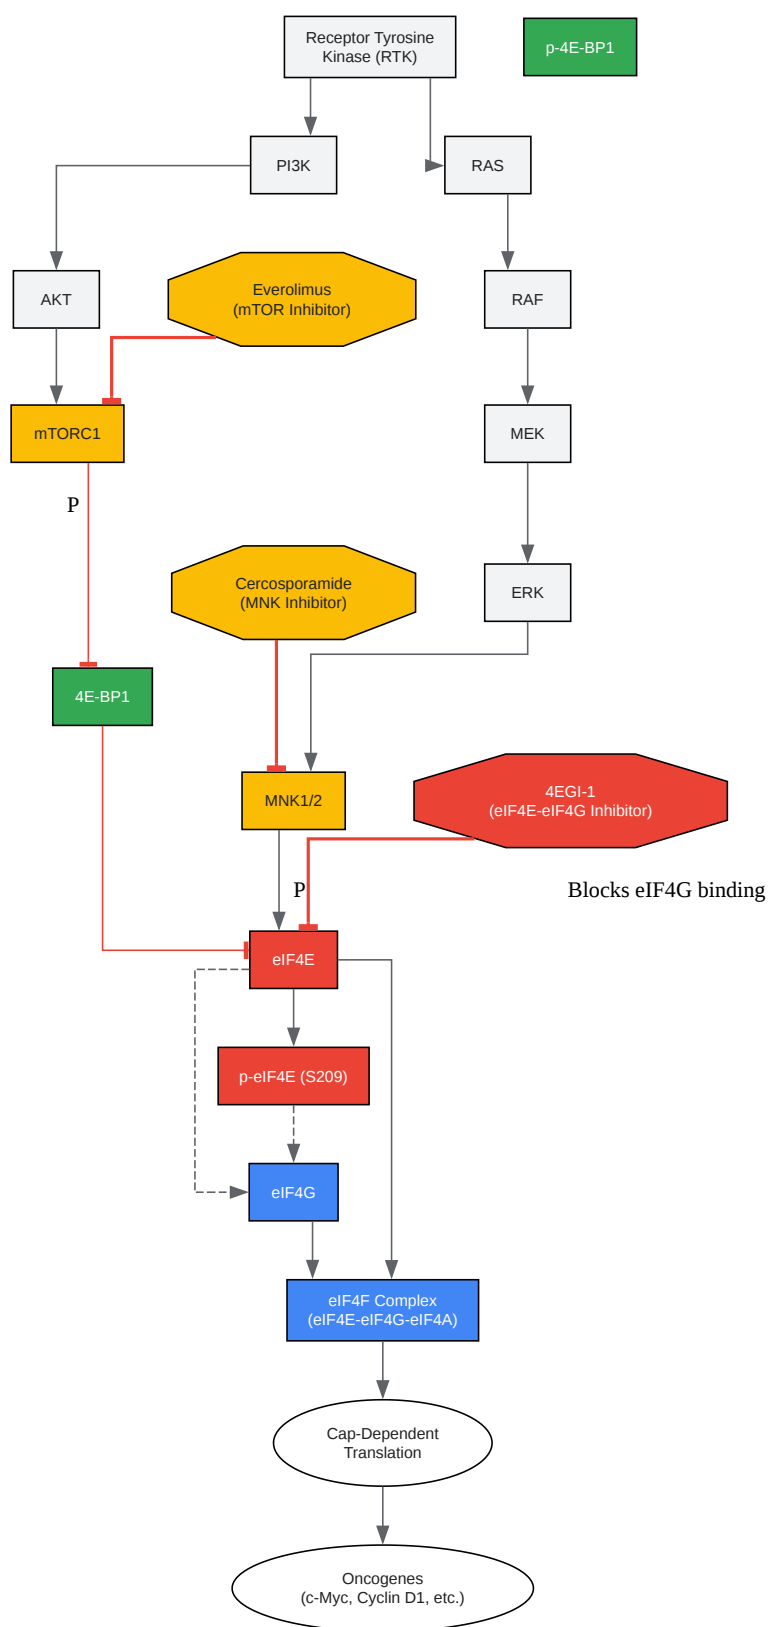 Receptor Tyrosine
Kinase (RTK)
p-4E-BP1
PI3K
RAS
AKT
Everolimus
(mTOR Inhibitor)
RAF
mTORC1
MEK
P
Cercosporamide
(MNK Inhibitor)
ERK
4E-BP1
MNK1/2
4EGI-1
(eIF4E-eIF4G Inhibitor)
P
Blocks eIF4G binding
eIF4E
p-eIF4E (S209)
eIF4G
eIF4F Complex
(eIF4E-eIF4G-eIF4A)
Cap-Dependent
Translation
Oncogenes
(c-Myc, Cyclin D1, etc.)